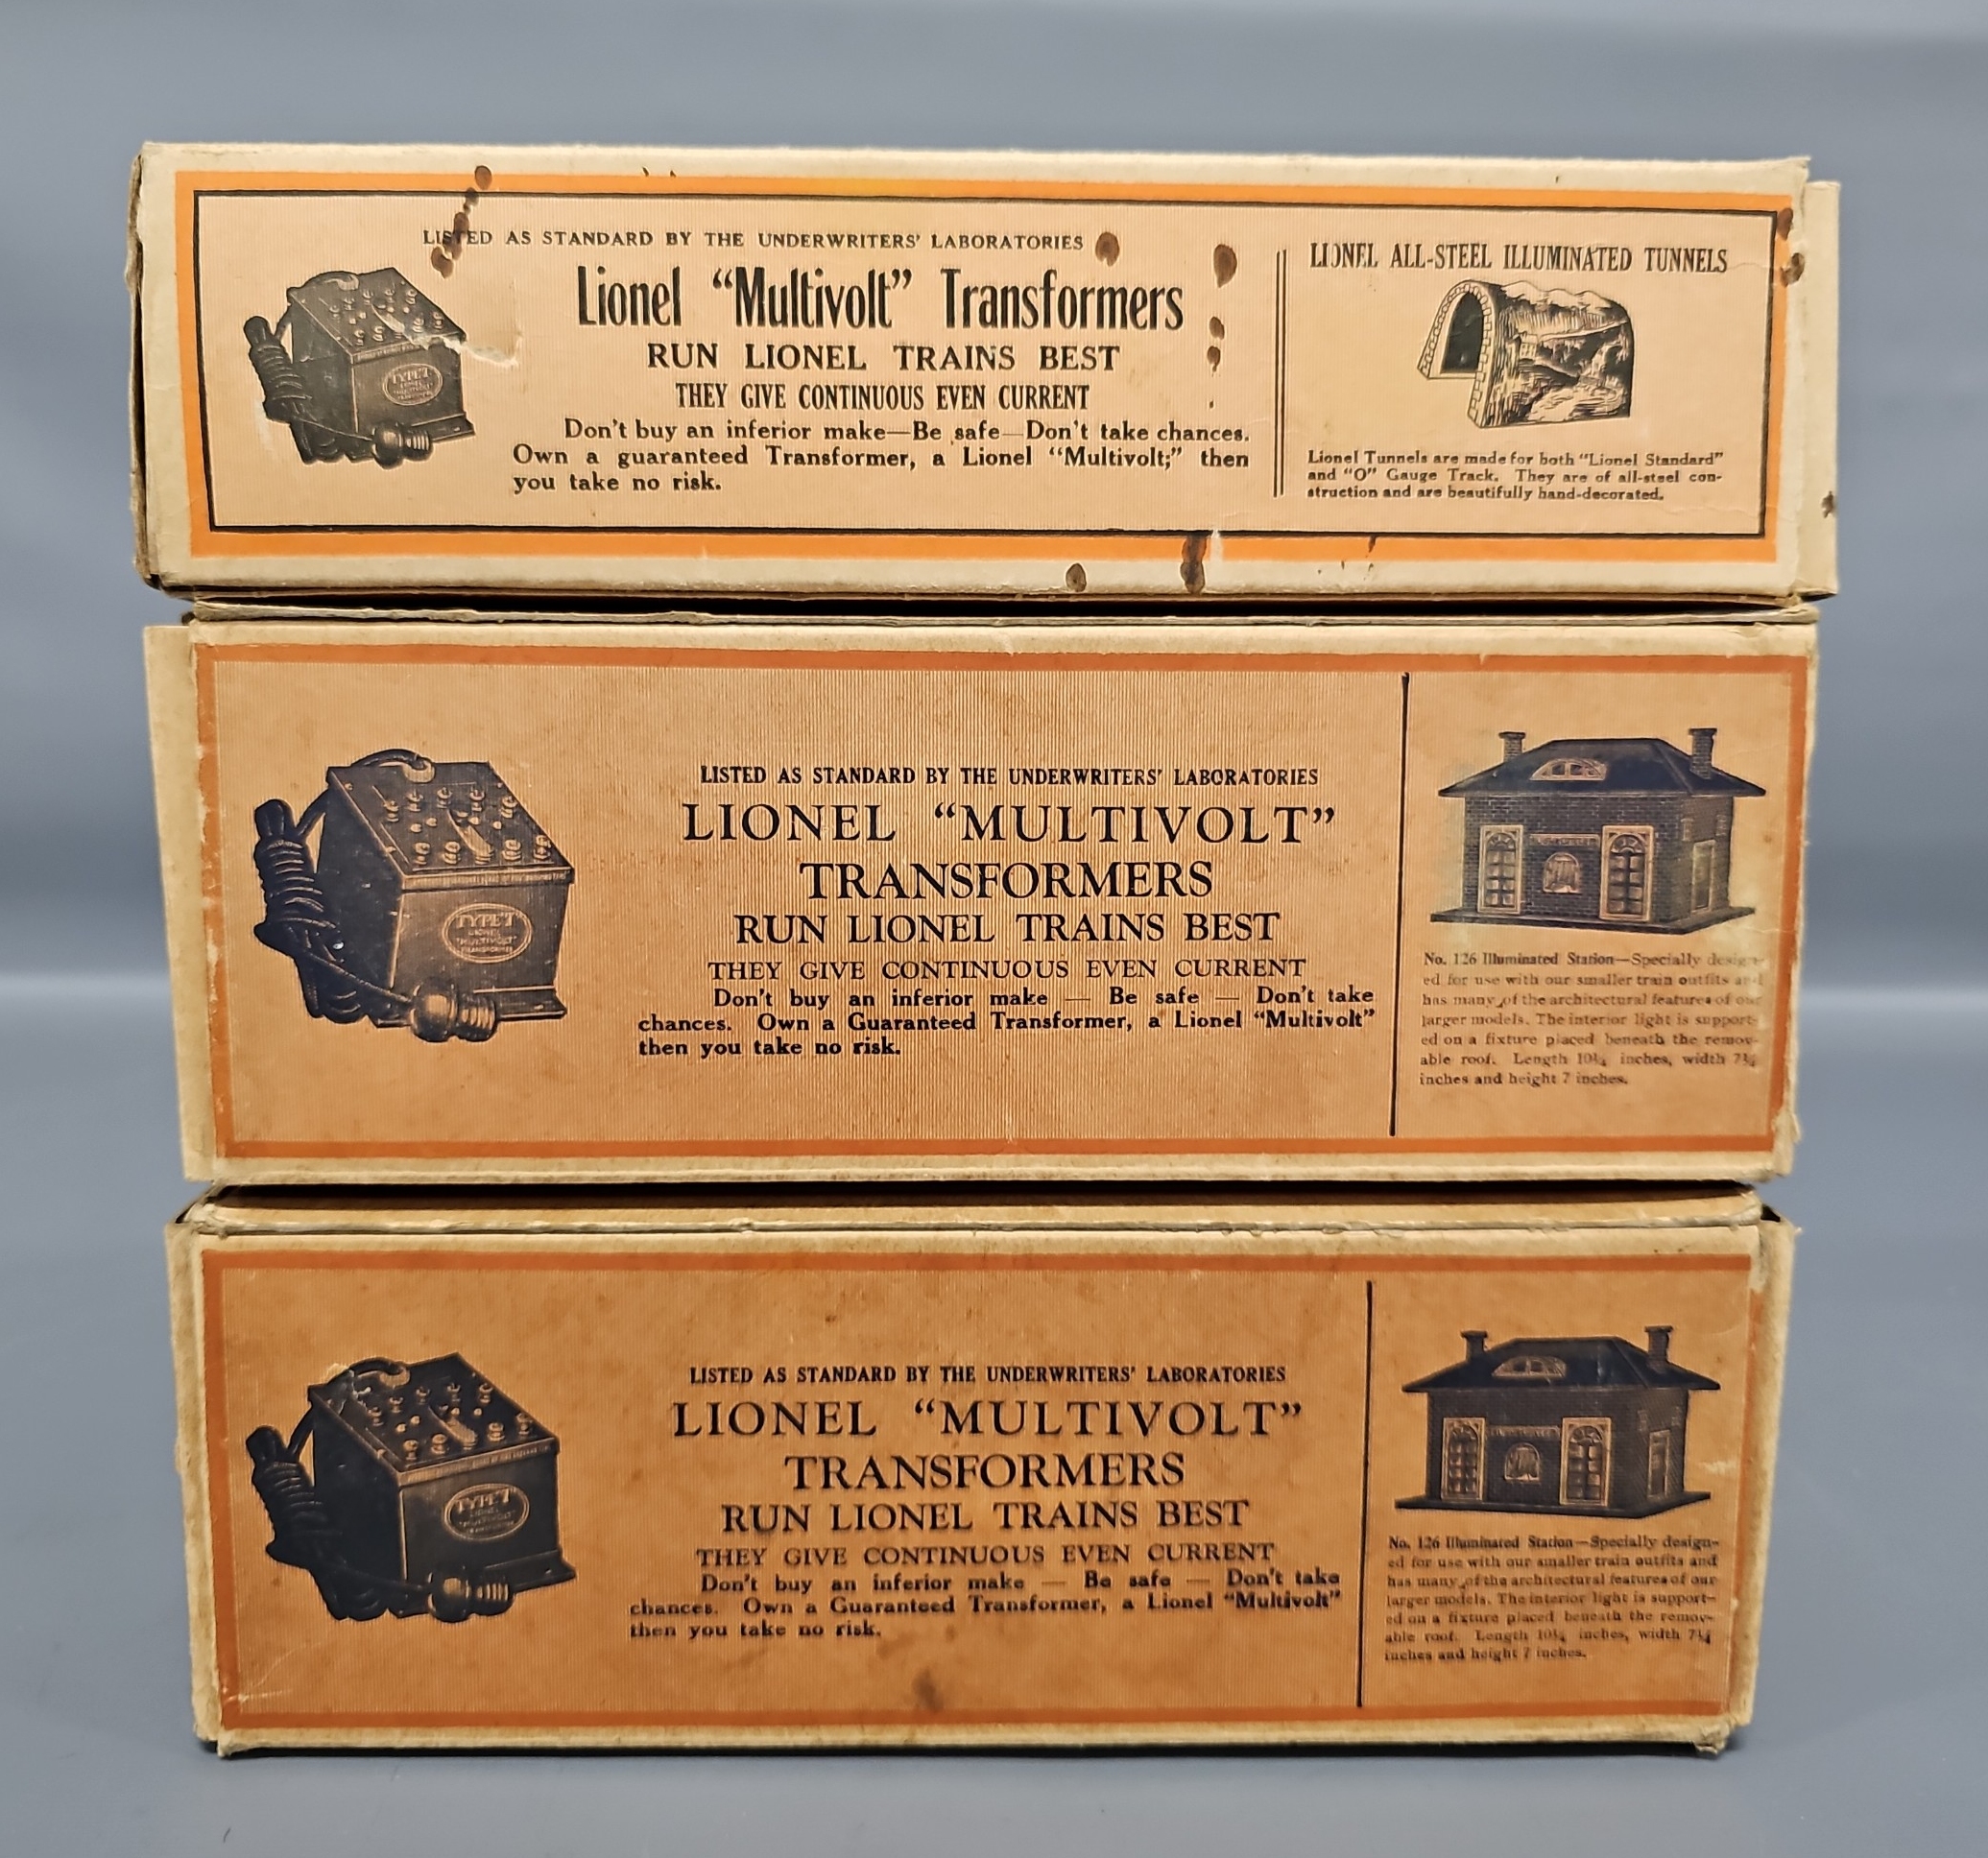 LISTED AS STANDARD BY THE UNDERWRITERS' LABORATORIES
Lionel “Multivolt” Transformers
RUN LIONEL TRAINS BEST
THEY GIVE CONTINUOUS EVEN CURRENT
Don't buy an inferior make—Be safe—Don't take chances.
Own a guaranteed Transformer, a Lionel “Multivolt;” then
you take no risk.
TYPE T
LIONEL ALL-STEEL ILLUMINATED TUNNELS
Lionel Tunnels are made for both “Lionel Standard”
and “O” Gauge Track. They are of all-steel con-
struction and are beautifully hand-decorated.
TYPE T
LIONEL
“MULTIVOLT”
TRANSFORMER
LISTED AS STANDARD BY THE UNDERWRITERS' LABORATORIES
LIONEL “MULTIVOLT”
TRANSFORMERS
RUN LIONEL TRAINS BEST
THEY GIVE CONTINUOUS EVEN CURRENT
Don't buy an inferior make — Be safe — Don't take
chances. Own a Guaranteed Transformer, a Lionel “Multivolt”
then you take no risk.
No. 126 Illuminated Station—Specially design-
ed for use with our smaller train outfits and
has many of the architectural features of our
larger models. The interior light is support-
ed on a fixture placed beneath the remov-
able roof. Length 10¼ inches, width 7¼
inches and height 7 inches.
TYPE T
LIONEL
“MULTIVOLT”
LISTED AS STANDARD BY THE UNDERWRITERS' LABORATORIES
LIONEL “MULTIVOLT”
TRANSFORMERS
RUN LIONEL TRAINS BEST
THEY GIVE CONTINUOUS EVEN CURRENT
Don't buy an inferior make — Be safe — Don't take
chances. Own a Guaranteed Transformer, a Lionel “Multivolt”
then you take no risk.
No. 126 Illuminated Station—Specially design-
ed for use with our smaller train outfits and
has many of the architectural features of our
larger models. The interior light is support-
ed on a fixture placed beneath the remov-
able roof. Length 10¼ inches, width 7¼
inches and height 7 inches.